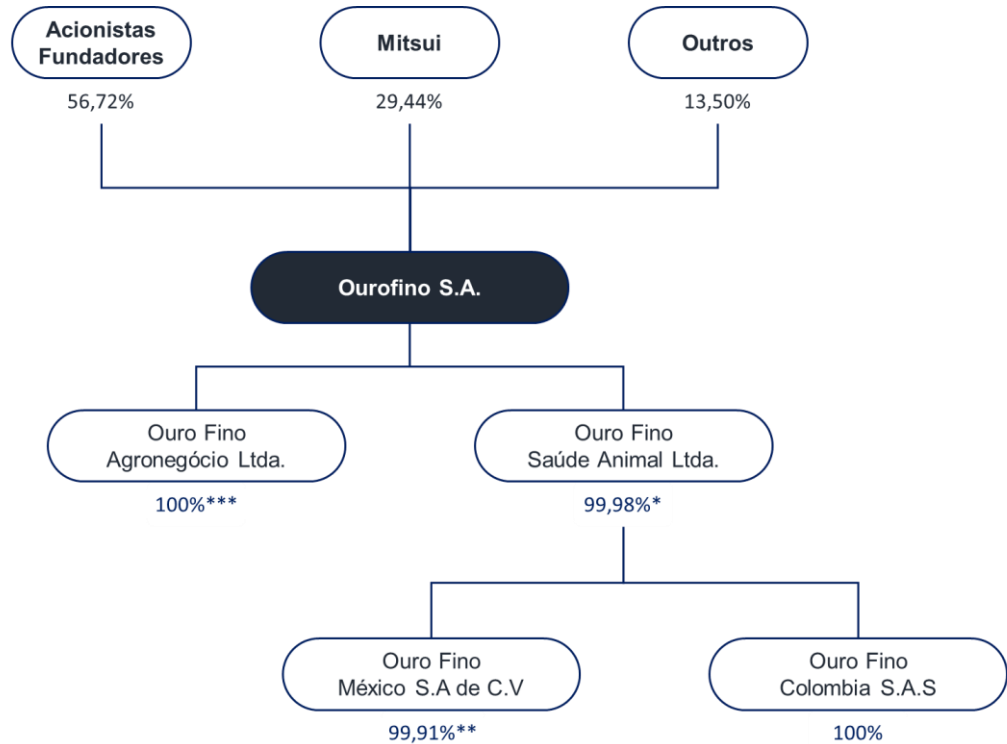 Acionistas
Fundadores
Mitsui
Outros
56,72%
29,44%
13,50%
Ourofino S.A.
Ouro Fino
Agronegócio Ltda.
Ouro Fino
Saúde Animal Ltda.
100%***
99,98%*
Ouro Fino
México S.A de C.V
Ouro Fino
Colombia S.A.S
99,91%**
100%